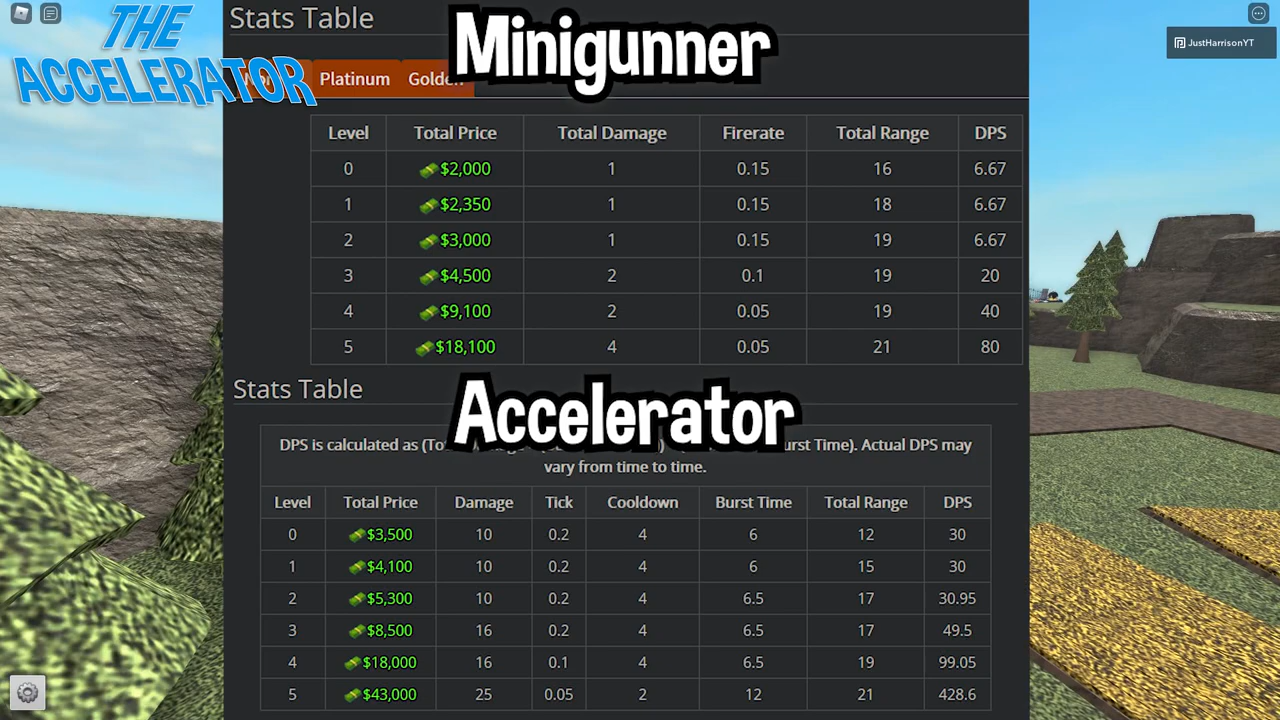 THE
ACCELERATOR
JustHarrisonYT
Stats Table
Minigunner
Platinum Golden
Level Total Price Total Damage Firerate Total Range DPS
0 $2,000 1 0.15 16 6.67
1 $2,350 1 0.15 18 6.67
2 $3,000 1 0.15 19 6.67
3 $4,500 2 0.1 19 20
4 $9,100 2 0.05 19 40
5 $18,100 4 0.05 21 80
Stats Table
Accelerator
DPS is calculated as Burst Time). Actual DPS may
vary from time to time.
Level Total Price Damage Tick Cooldown Burst Time Total Range DPS
0 $3,500 10 0.2 4 6 12 30
1 $4,100 10 0.2 4 6 15 30
2 $5,300 10 0.2 4 6.5 17 30.95
3 $8,500 16 0.2 4 6.5 17 49.5
4 $18,000 16 0.1 4 6.5 19 99.05
5 $43,000 25 0.05 2 12 21 428.6